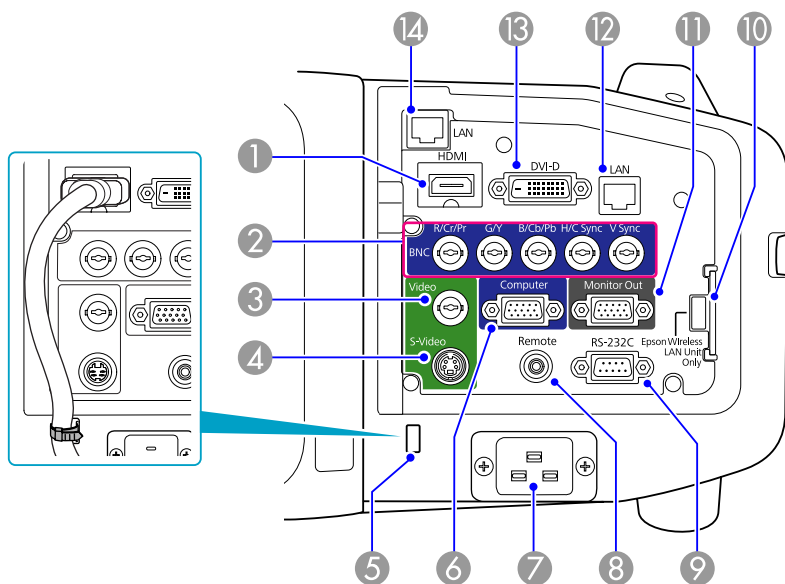 14
13
12
11
10
LAN
HDMI
DVI-D
LAN
1
2
R/Cr/Pr G/Y B/Cb/Pb H/C Sync V Sync
BNC
3
Video
Computer
Monitor Out
4
S-Video
Remote
RS-232C
Epson WIreless
LAN Unit
Only
5
6
7
8
9